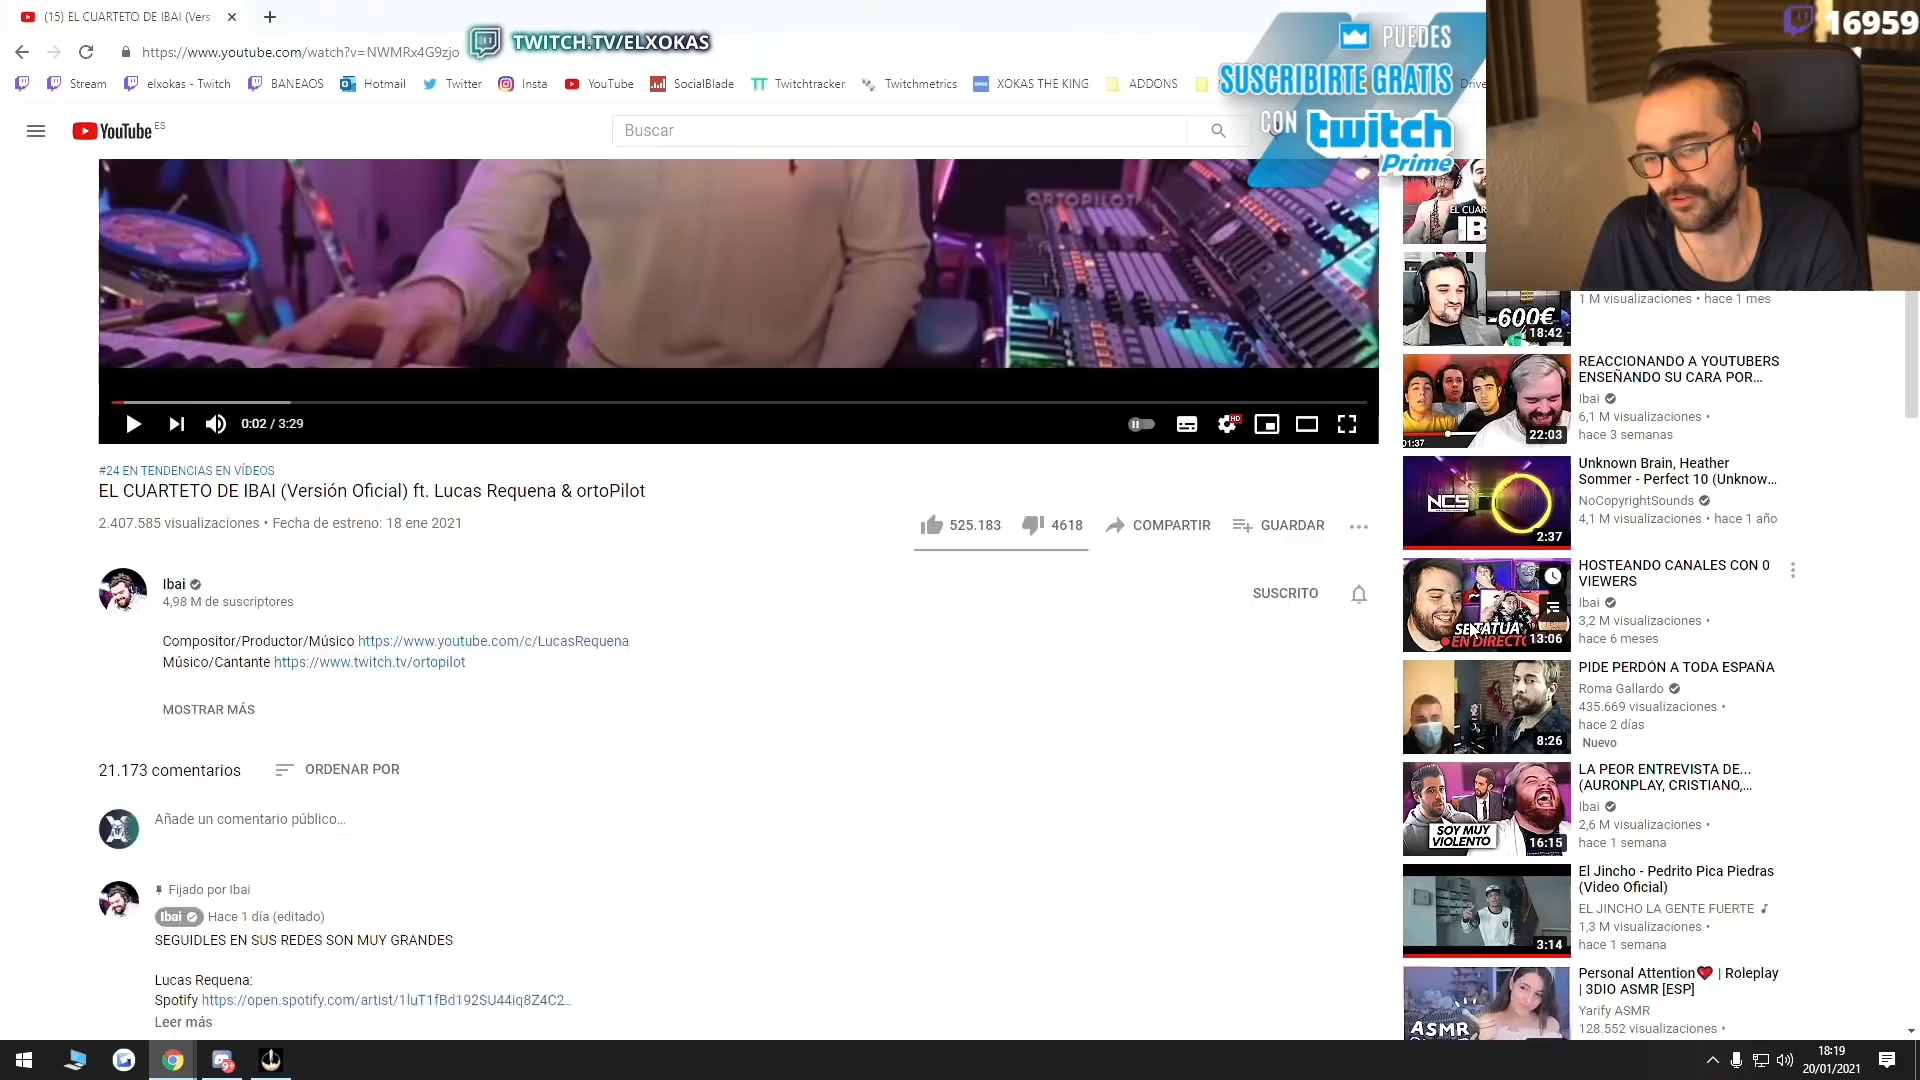 (15) EL CUARTETO DE IBAI (Vers
https://www.youtube.com/watch?v=NWMRx4G9zjo
TWITCH.TV/ELXOKAS
PUEDES
SUSCRIBIRTE GRATIS
CON twitch
Prime
16959
Stream
elxokas - Twitch
BANEAOS
Hotmail
Twitter
Insta
YouTube
SocialBlade
Twitchtracker
Twitchmetrics
XOKAS THE KING
ADDONS
Drive
YouTube ES
Buscar
ORTOPILOT
0:02 / 3:29
HD
#24 EN TENDENCIAS EN VÍDEOS
EL CUARTETO DE IBAI (Versión Oficial) ft. Lucas Requena & ortoPilot
2.407.585 visualizaciones • Fecha de estreno: 18 ene 2021
525.183
4618
COMPARTIR
GUARDAR
Ibai
4,98 M de suscriptores
SUSCRITO
Compositor/Productor/Músico https://www.youtube.com/c/LucasRequena
Músico/Cantante https://www.twitch.tv/ortopilot
MOSTRAR MÁS
21.173 comentarios
ORDENAR POR
Añade un comentario público...
Fijado por Ibai
Ibai Hace 1 día (editado)
SEGUIDLES EN SUS REDES SON MUY GRANDES
Lucas Requena:
Spotify https://open.spotify.com/artist/1luT1fBd192SU44iq8Z4C2...
Leer más
EL CUAR
IB
-600€
18:42
1 M visualizaciones • hace 1 mes
01:37
22:03
REACCIONANDO A YOUTUBERS
ENSEÑANDO SU CARA POR...
Ibai
6,1 M visualizaciones •
hace 3 semanas
NCS
2:37
Unknown Brain, Heather
Sommer - Perfect 10 (Unknow...
NoCopyrightSounds
4,1 M visualizaciones • hace 1 año
SE TATUA
EN DIRECTO
13:06
HOSTEANDO CANALES CON 0
VIEWERS
Ibai
3,2 M visualizaciones •
hace 6 meses
8:26
PIDE PERDÓN A TODA ESPAÑA
Roma Gallardo
435.669 visualizaciones •
hace 2 días
Nuevo
SOY MUY
VIOLENTO
16:15
LA PEOR ENTREVISTA DE...
(AURONPLAY, CRISTIANO,...
Ibai
2,6 M visualizaciones •
hace 1 semana
3:14
El Jincho - Pedrito Pica Piedras
(Video Oficial)
EL JINCHO LA GENTE FUERTE
1,3 M visualizaciones •
hace 1 semana
ASMR
Personal Attention❤️ | Roleplay
| 3DIO ASMR [ESP]
Yarify ASMR
128.552 visualizaciones •
9+
18:19
20/01/2021